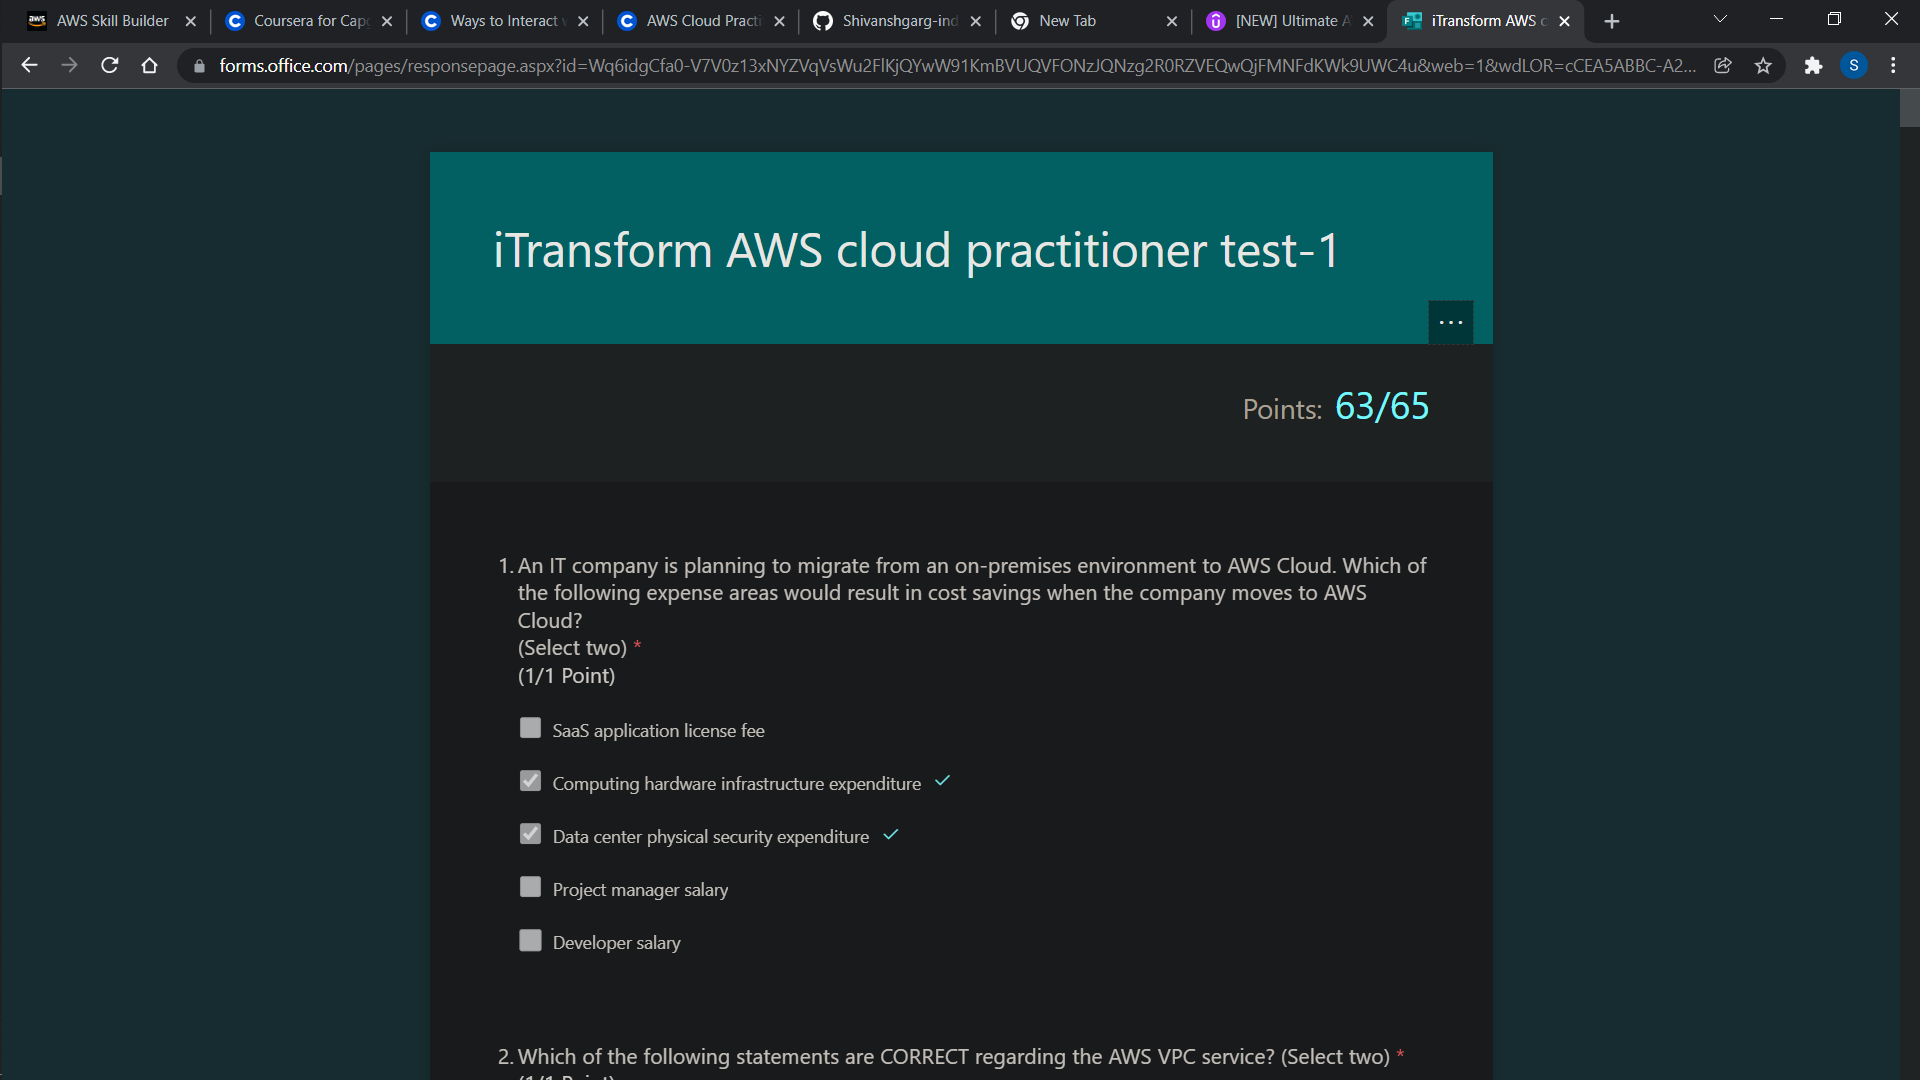 AWS Skill Builder
Coursera for Cap
Ways to Interact
AWS Cloud Practi
Shivanshgarg-ind
New Tab
[NEW] Ultimate A
iTransform AWS c
forms.office.com/pages/responsepage.aspx?id=Wq6idgCfa0-V7V0z13xNYZVqVsWu2FlKjQYwW91KmBVUQVFONzJQNzg2R0RZVEQwQjFMNFdKWk9UWC4u&web=1&wdLOR=cCEA5ABBC-A2...
S
iTransform AWS cloud practitioner test-1
...
Points: 63/65
1. An IT company is planning to migrate from an on-premises environment to AWS Cloud. Which of
the following expense areas would result in cost savings when the company moves to AWS
Cloud?
(Select two) *
(1/1 Point)
SaaS application license fee
Computing hardware infrastructure expenditure
Data center physical security expenditure
Project manager salary
Developer salary
2. Which of the following statements are CORRECT regarding the AWS VPC service? (Select two) *
(1/1 Point)